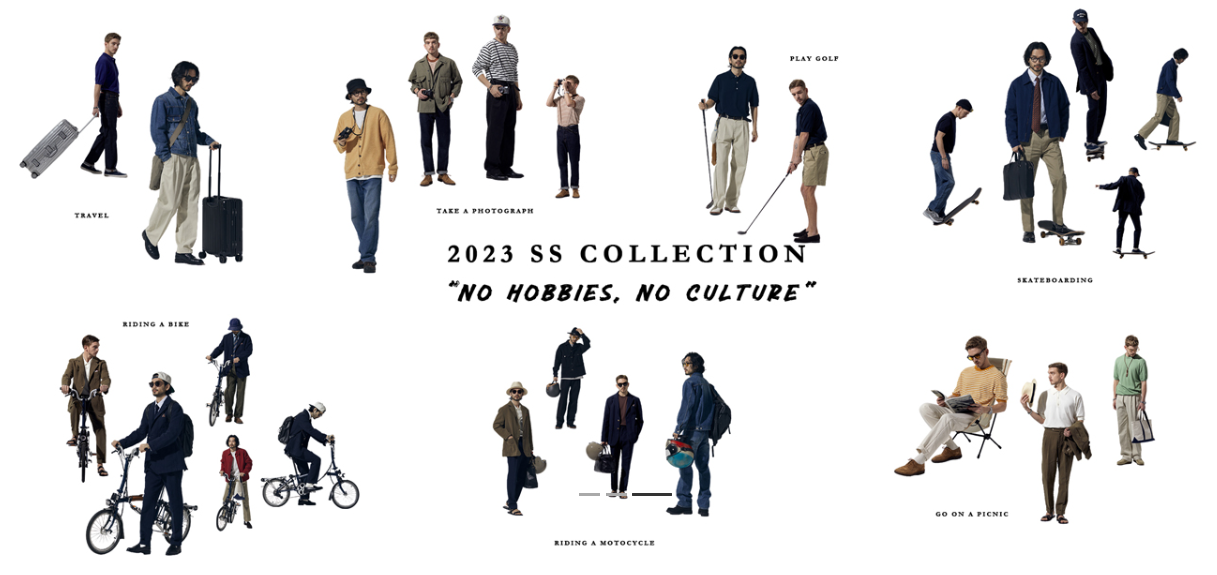 PLAY GOLF
TRAVEL
TAKE A PHOTOGRAPH
2023 SS COLLECTION
"NO HOBBIES, NO CULTURE"
SKATEBOARDING
RIDING A BIKE
RIDING A MOTOCYCLE
GO ON A PICNIC